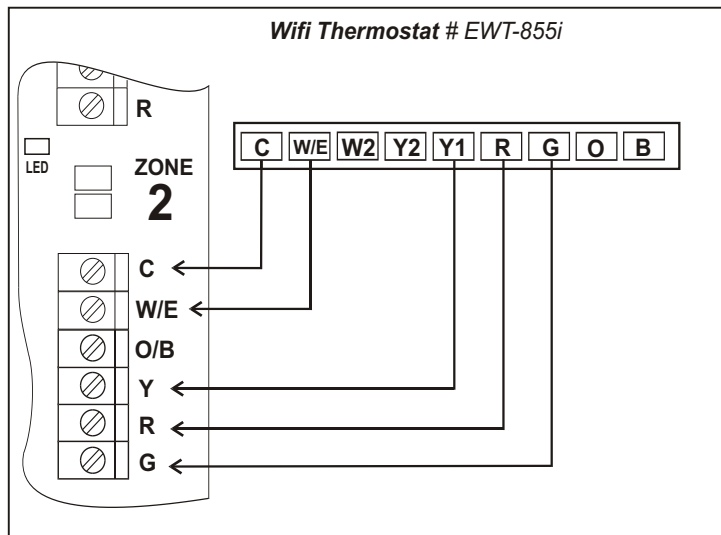 Wifi Thermostat # EWT-855i
R
LED
ZONE
2
C W/E W2 Y2 Y1 R G O B
C
W/E
O/B
Y
R
G